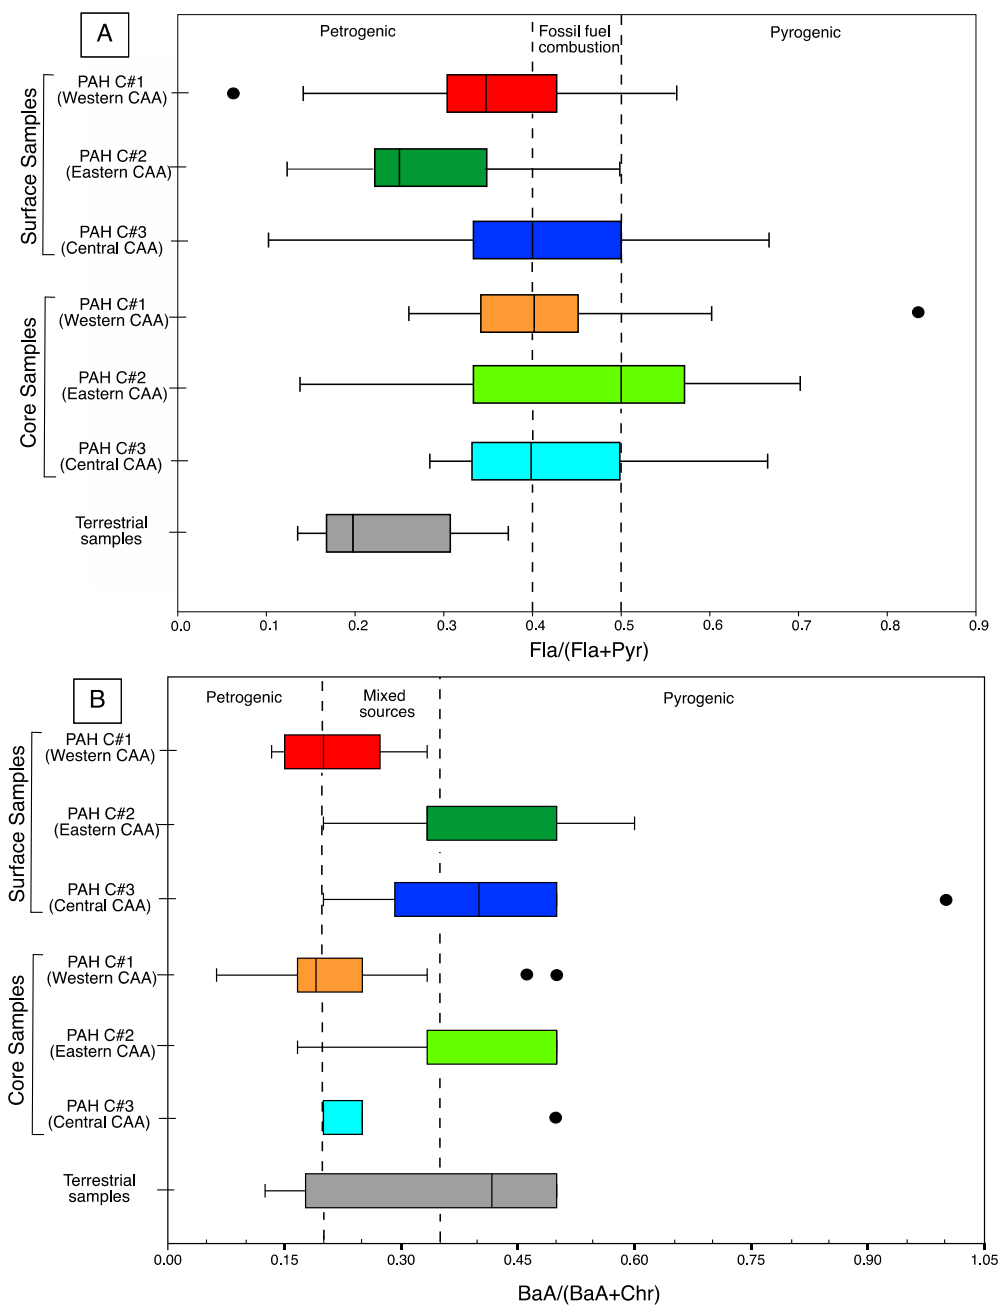 A
Petrogenic
Fossil fuel
combustion
Pyrogenic
Surface Samples
PAH C#1
(Western CAA)
PAH C#2
(Eastern CAA)
PAH C#3
(Central CAA)
Core Samples
PAH C#1
(Western CAA)
PAH C#2
(Eastern CAA)
PAH C#3
(Central CAA)
Terrestrial
samples
0.0 0.1 0.2 0.3 0.4 0.5 0.6 0.7 0.8 0.9
Fla/(Fla+Pyr)
B
Petrogenic
Mixed
sources
Pyrogenic
Surface Samples
PAH C#1
(Western CAA)
PAH C#2
(Eastern CAA)
PAH C#3
(Central CAA)
Core Samples
PAH C#1
(Western CAA)
PAH C#2
(Eastern CAA)
PAH C#3
(Central CAA)
Terrestrial
samples
0.00 0.15 0.30 0.45 0.60 0.75 0.90 1.05
BaA/(BaA+Chr)